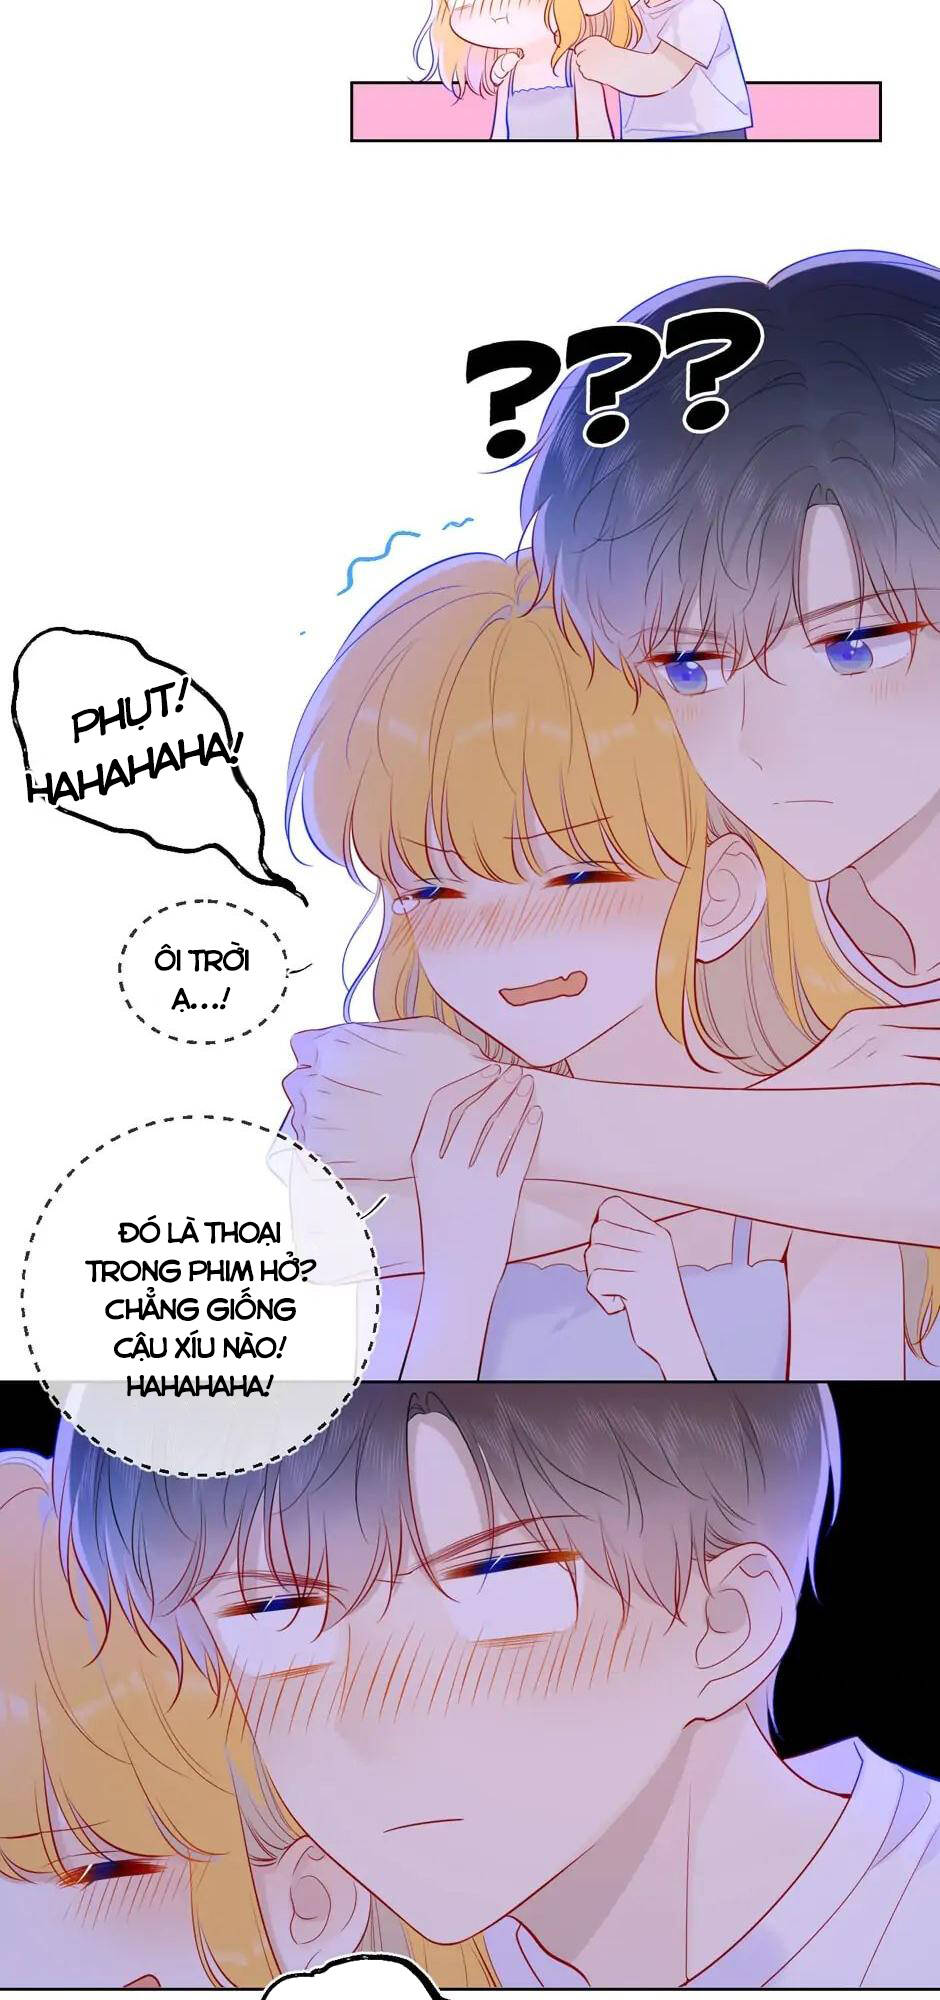 ???
PHỤT!
HAHAHAHA!
ÔI TRỜI
Ạ...!
ĐÓ LÀ THOẠI
TRONG PHIM HỞ?
CHẲNG GIỐNG
CẬU XÍU NÀO!
HAHAHAHA!